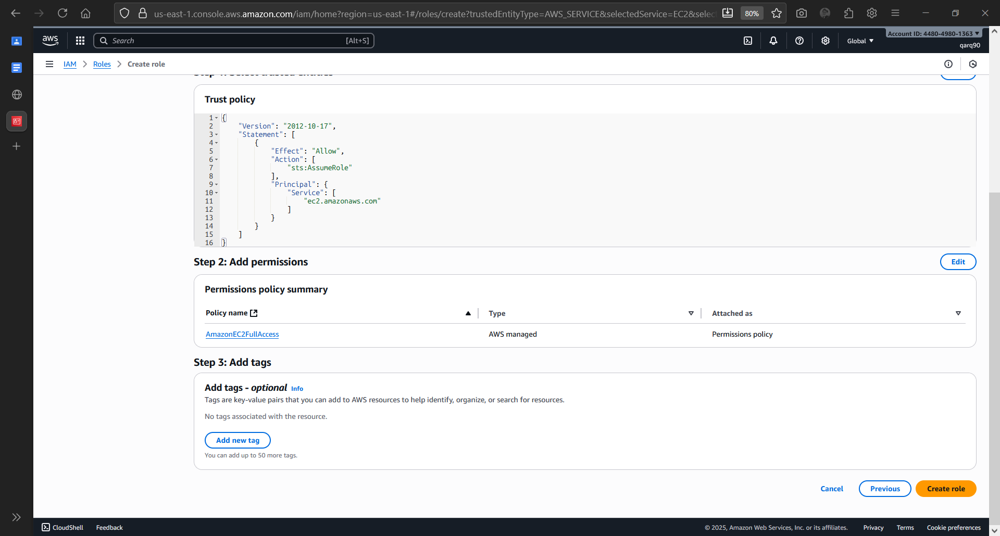 us-east-1.console.aws.amazon.com/iam/home?region=us-east-1#/roles/create?trustedEntityType=AWS_SERVICE&selectedService=EC2&selec
80%
aws
Search
[Alt+S]
Global
Account ID: 4480-4980-1363
qarq90
IAM
Roles
Create role
Step 1: Select trusted entities
Trust policy
1 {
2 "Version": "2012-10-17",
3 "Statement": [
4 {
5 "Effect": "Allow",
6 "Action": [
7 "sts:AssumeRole"
8 ],
9 "Principal": {
10 "Service": [
11 "ec2.amazonaws.com"
12 ]
13 }
14 }
15 ]
16 }
Step 2: Add permissions
Edit
Permissions policy summary
Policy name
Type
Attached as
AmazonEC2FullAccess
AWS managed
Permissions policy
Step 3: Add tags
Add tags - optional Info
Tags are key-value pairs that you can add to AWS resources to help identify, organize, or search for resources.
No tags associated with the resource.
Add new tag
You can add up to 50 more tags.
Cancel
Previous
Create role
CloudShell
Feedback
© 2025, Amazon Web Services, Inc. or its affiliates.
Privacy
Terms
Cookie preferences